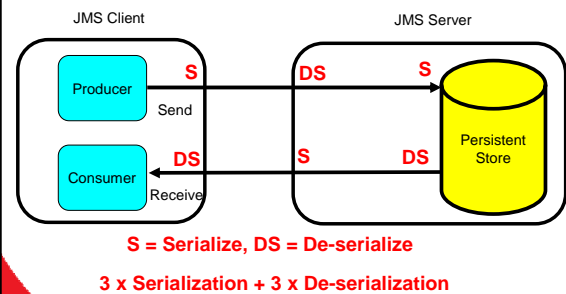 JMS Client
JMS Server
Producer
S
DS
S
Send
Persistent
Store
Consumer
DS
S
DS
Receive
S = Serialize, DS = De-serialize
3 x Serialization + 3 x De-serialization